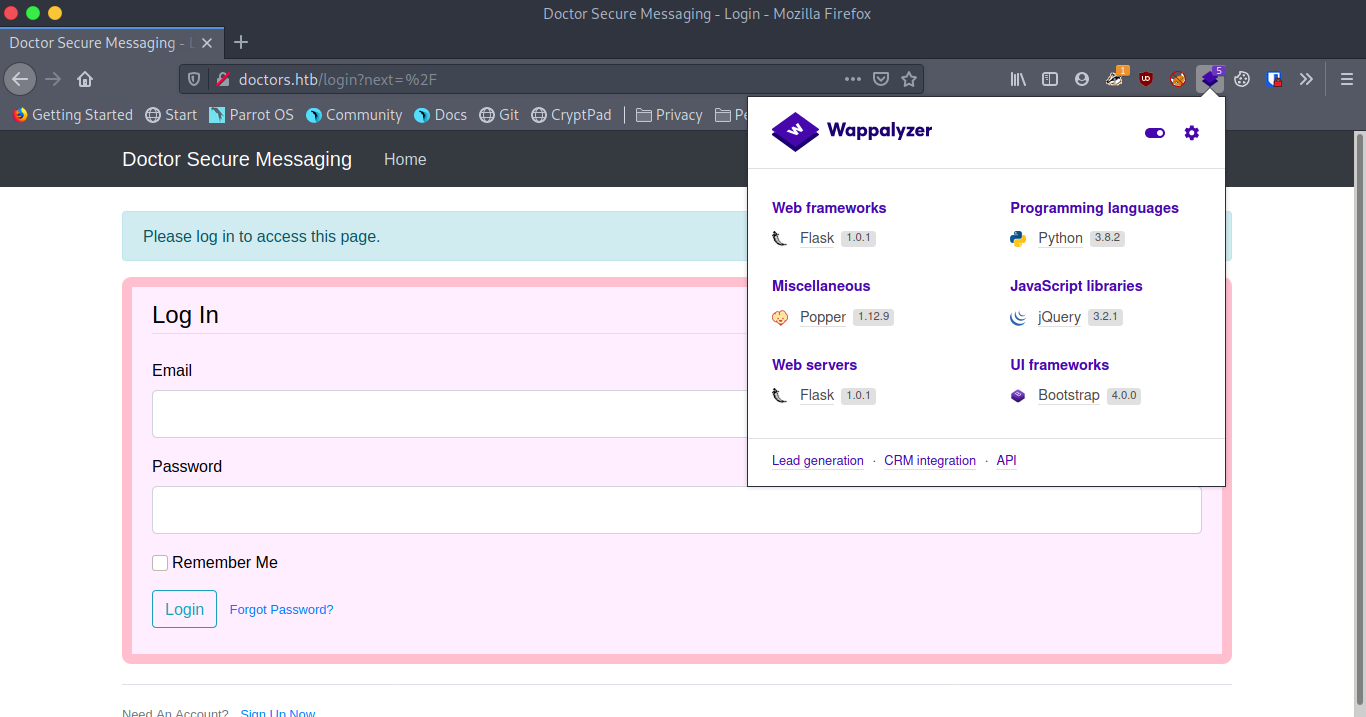 Doctor Secure Messaging - Login - Mozilla Firefox
Doctor Secure Messaging - L
doctors.htb/login?next=%2F
1
5
Getting Started Start Parrot OS Community Docs Git CryptPad Privacy Pe
Doctor Secure Messaging Home
Please log in to access this page.
Log In
Email
Password
Remember Me
Login Forgot Password?
Need An Account? Sign Up Now
W Wappalyzer
Web frameworks
Flask 1.0.1
Programming languages
Python 3.8.2
Miscellaneous
Popper 1.12.9
JavaScript libraries
jQuery 3.2.1
Web servers
Flask 1.0.1
UI frameworks
Bootstrap 4.0.0
Lead generation · CRM integration · API